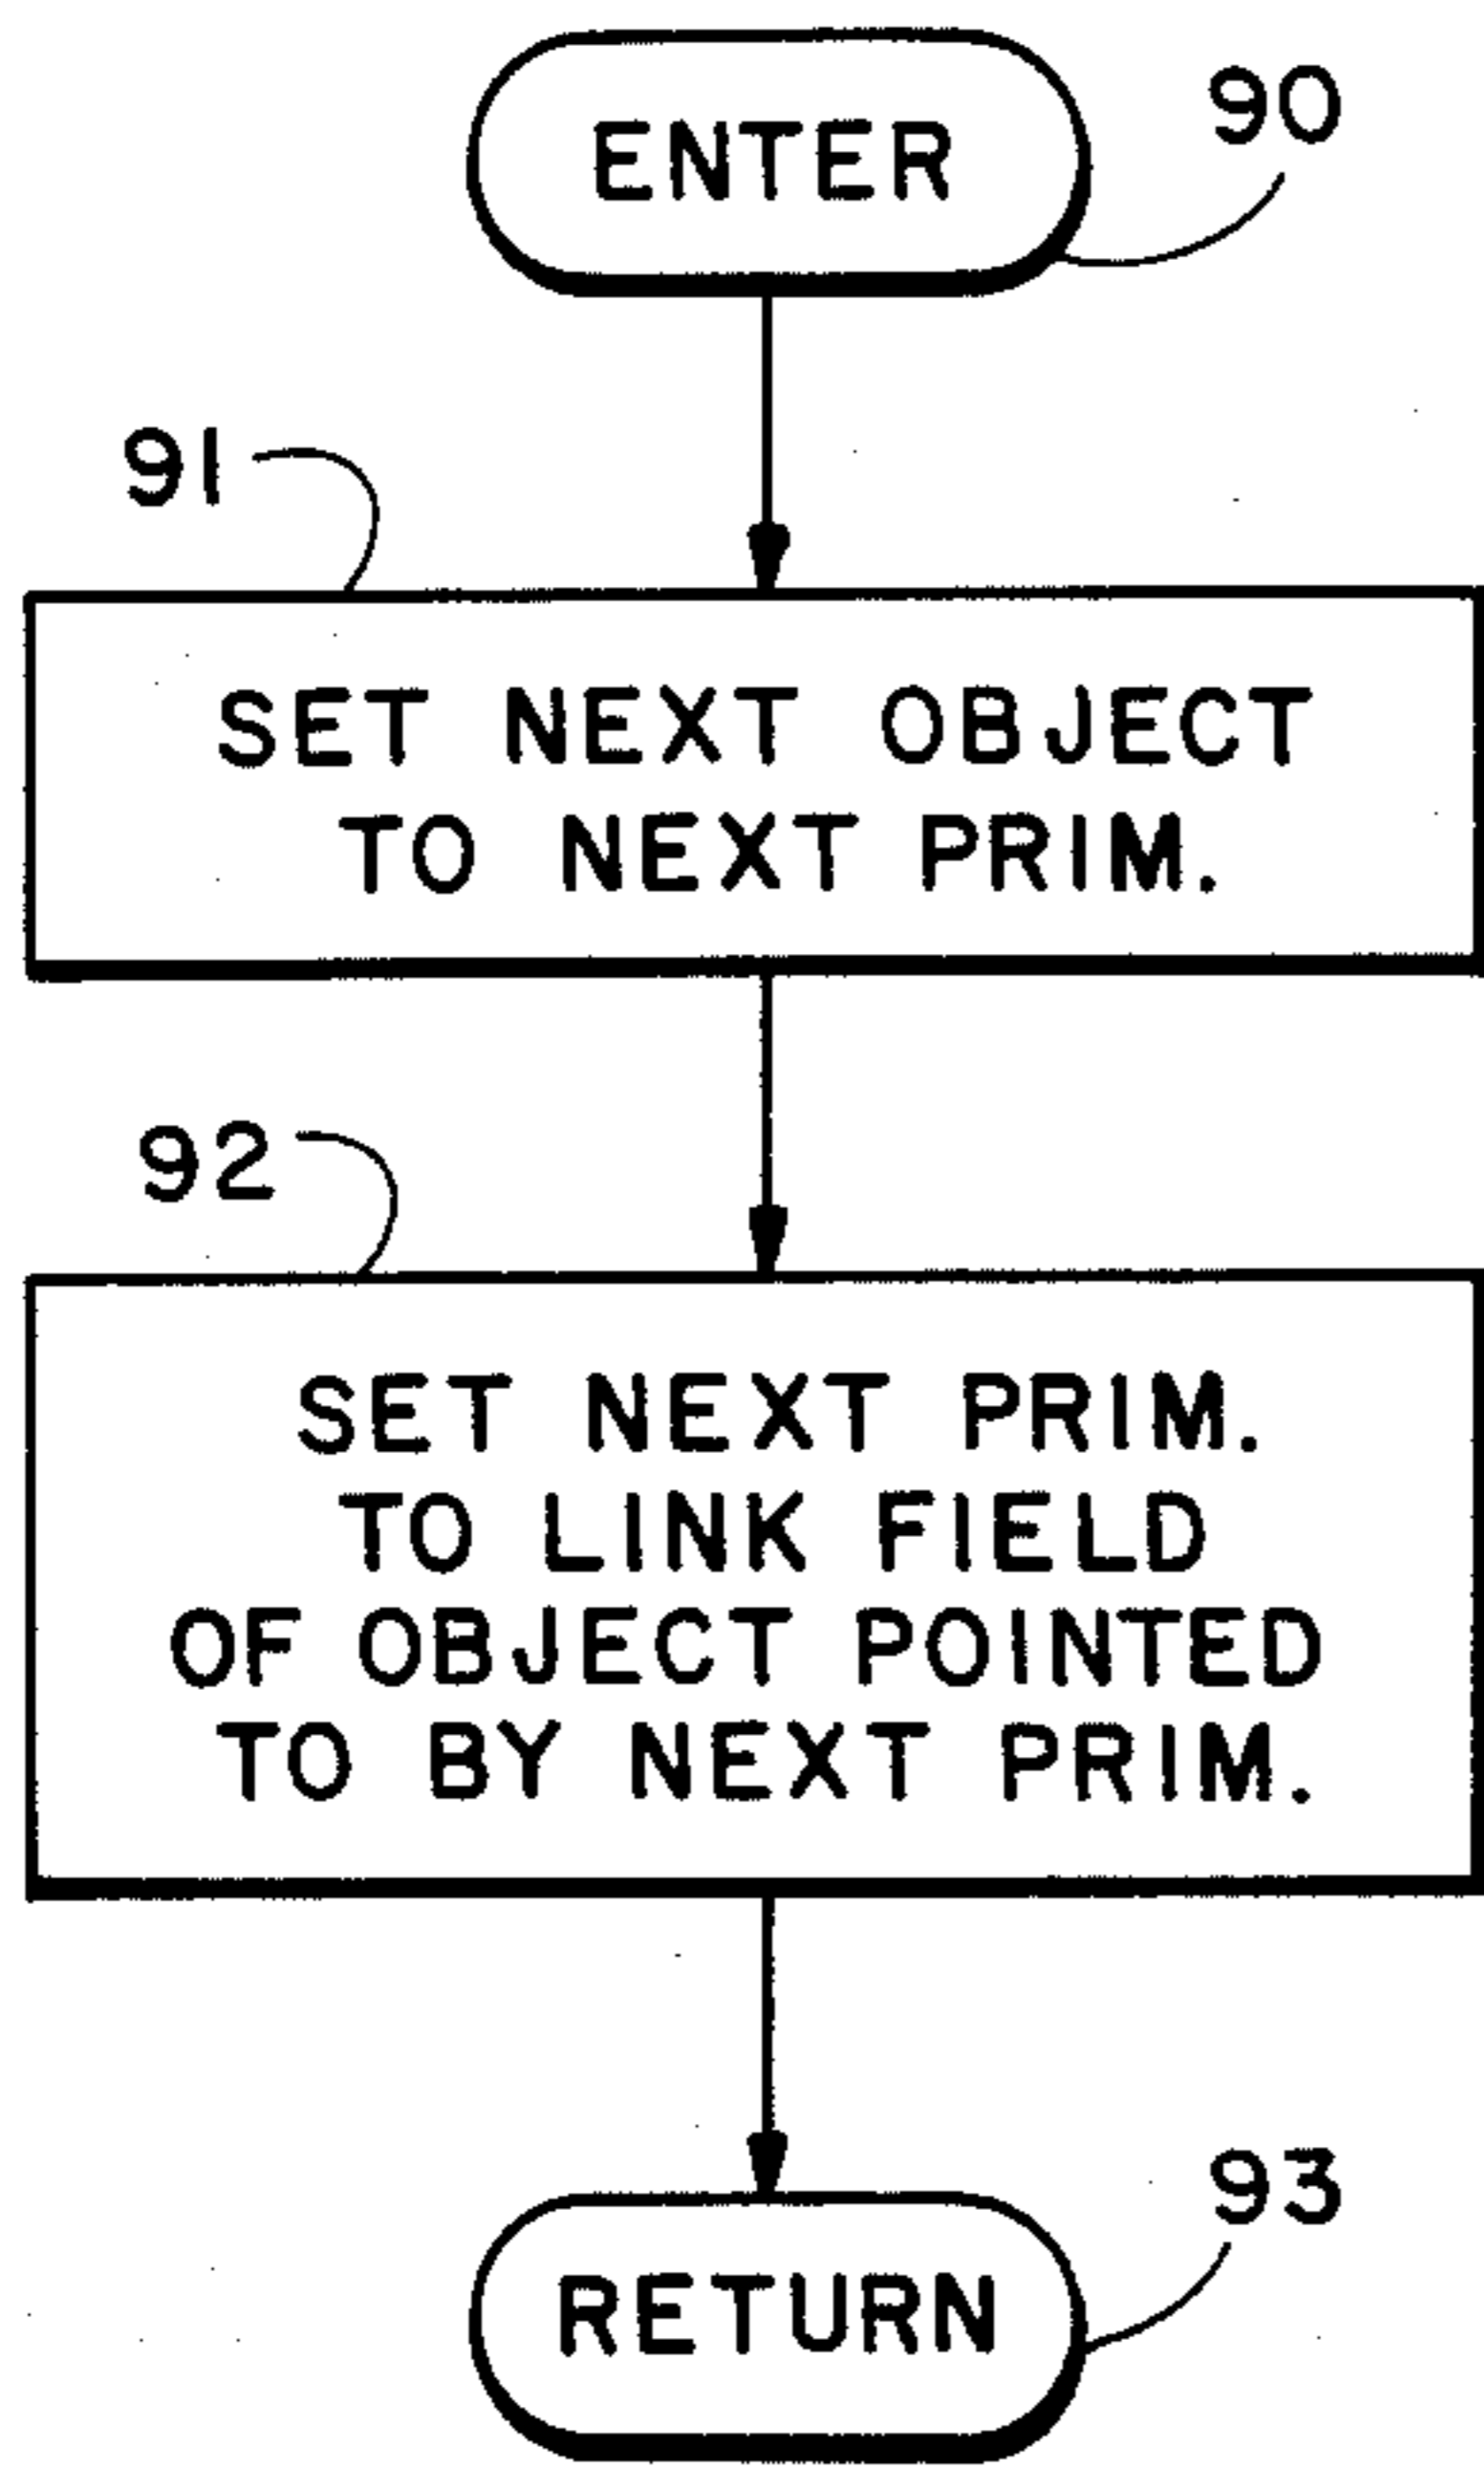 ENTER
90
91
SET NEXT OBJECT
TO NEXT PRIM.
92
SET NEXT PRIM.
TO LINK FIELD
OF OBJECT POINTED
TO BY NEXT PRIM.
93
RETURN